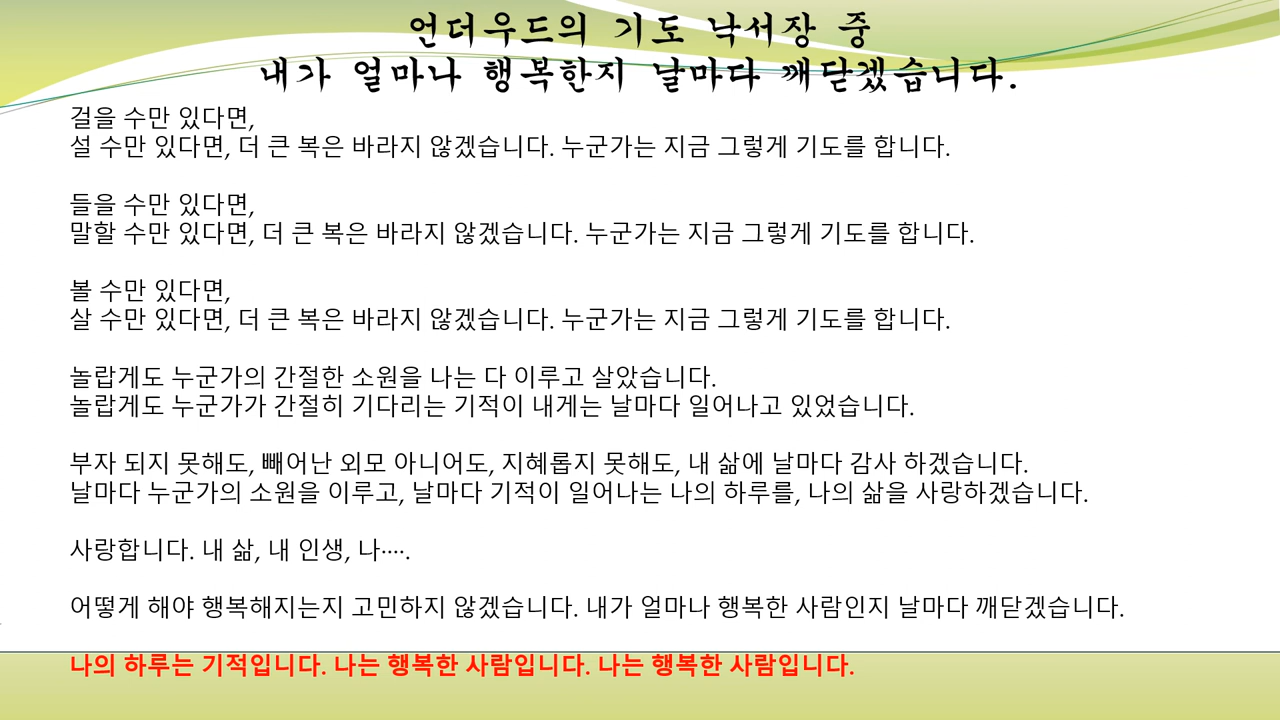 언더우드의 기도 낙서장 중
내가 얼마나 행복한지 날마다 깨닫겠습니다.
걸을 수만 있다면,
설 수만 있다면, 더 큰 복은 바라지 않겠습니다. 누군가는 지금 그렇게 기도를 합니다.
들을 수만 있다면,
말할 수만 있다면, 더 큰 복은 바라지 않겠습니다. 누군가는 지금 그렇게 기도를 합니다.
볼 수만 있다면,
살 수만 있다면, 더 큰 복은 바라지 않겠습니다. 누군가는 지금 그렇게 기도를 합니다.
놀랍게도 누군가의 간절한 소원을 나는 다 이루고 살았습니다.
놀랍게도 누군가가 간절히 기다리는 기적이 내게는 날마다 일어나고 있었습니다.
부자 되지 못해도, 빼어난 외모 아니어도, 지혜롭지 못해도, 내 삶에 날마다 감사 하겠습니다.
날마다 누군가의 소원을 이루고, 날마다 기적이 일어나는 나의 하루를, 나의 삶을 사랑하겠습니다.
사랑합니다. 내 삶, 내 인생, 나····.
어떻게 해야 행복해지는지 고민하지 않겠습니다. 내가 얼마나 행복한 사람인지 날마다 깨닫겠습니다.
나의 하루는 기적입니다. 나는 행복한 사람입니다. 나는 행복한 사람입니다.